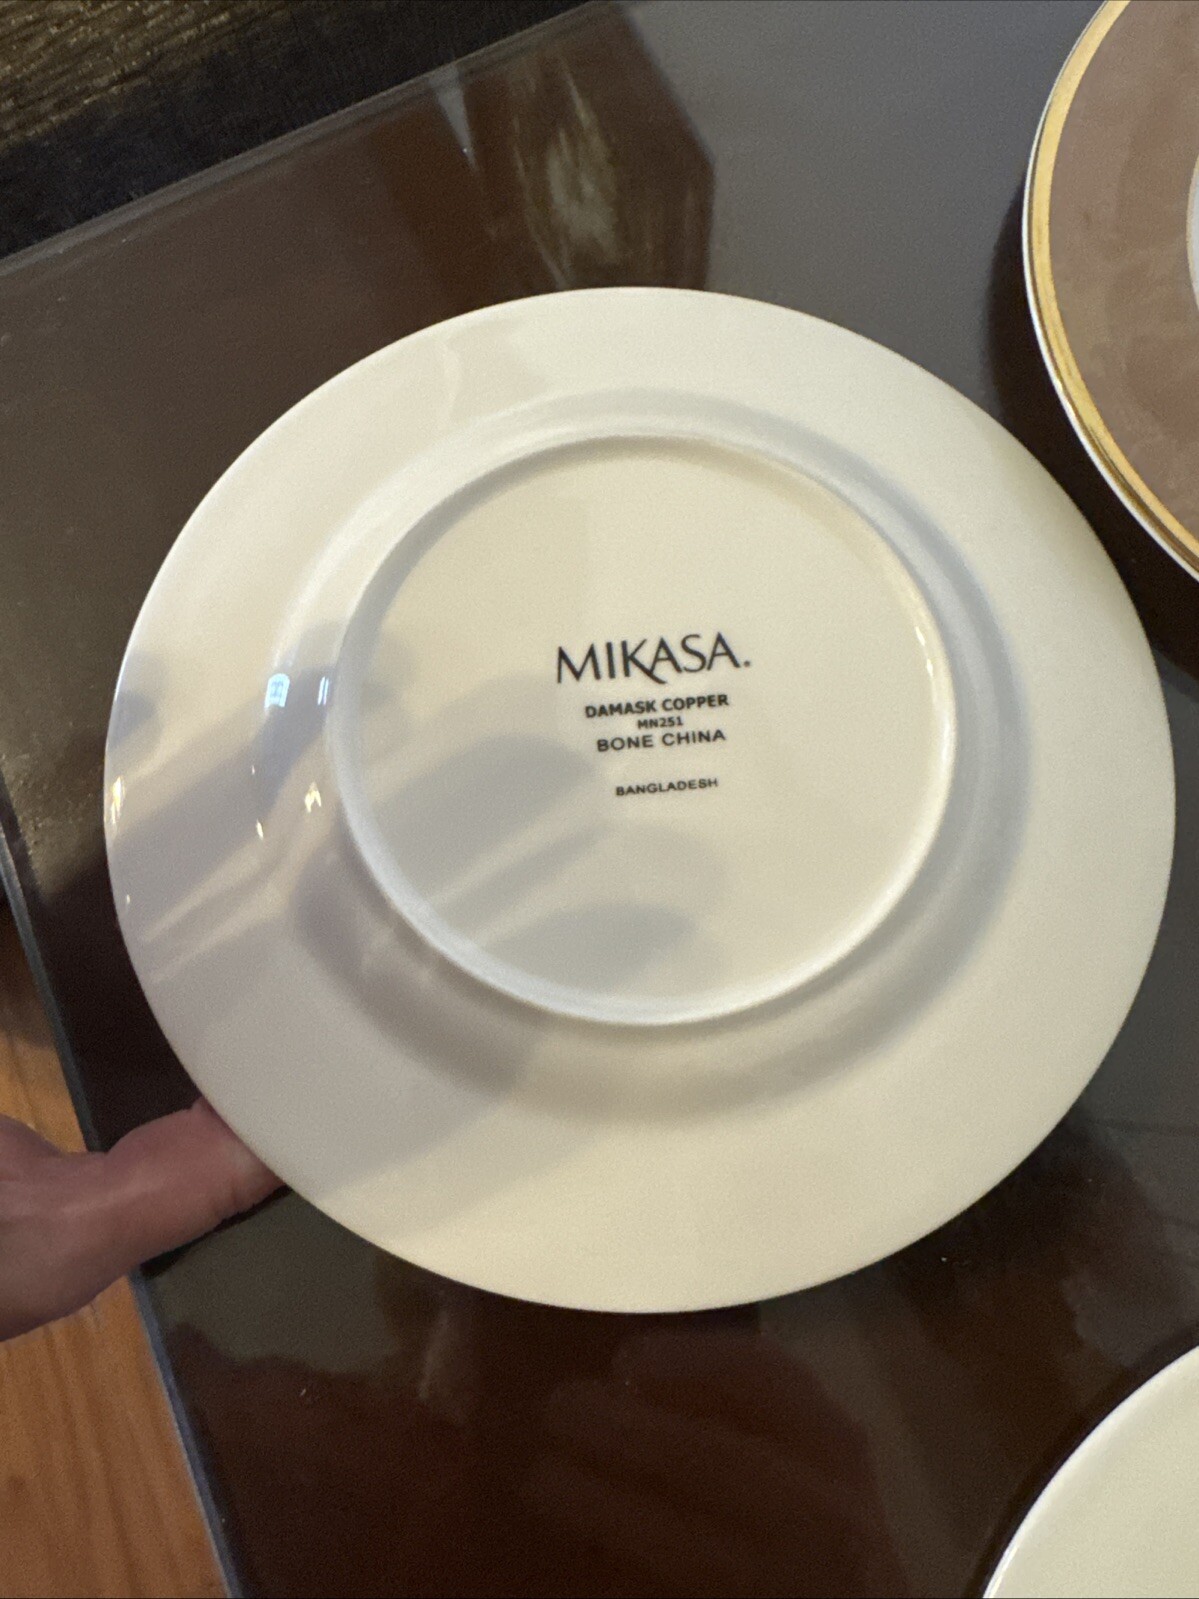 MIKASA.
DAMASK COPPER
MN251
BONE CHINA
BANGLADESH